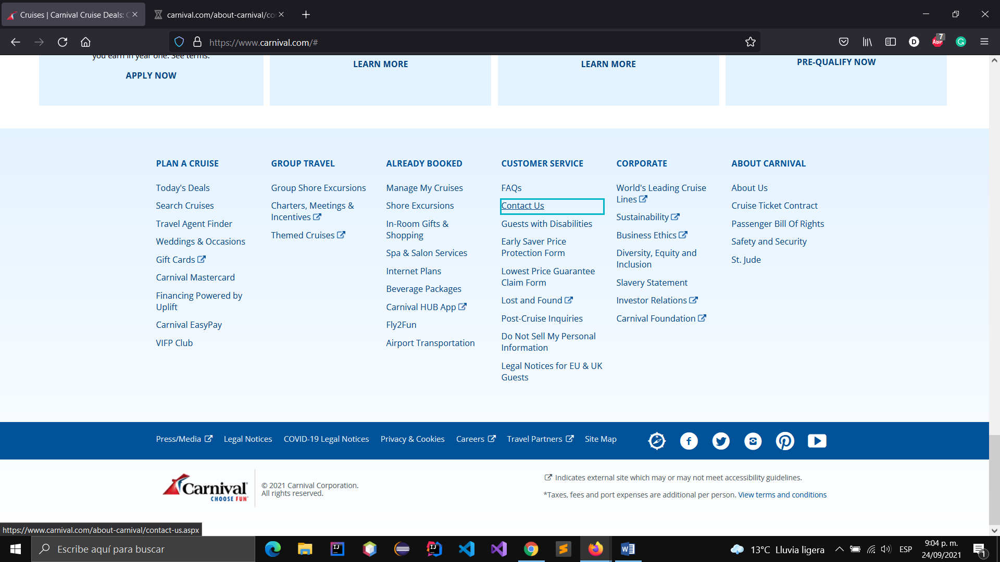 Cruises | Carnival Cruise Deals: C
carnival.com/about-carnival/co
https://www.carnival.com/#
D
ABP
7
G
you earn in year one. See terms.
APPLY NOW
LEARN MORE
LEARN MORE
PRE-QUALIFY NOW
PLAN A CRUISE
Today's Deals
Search Cruises
Travel Agent Finder
Weddings & Occasions
Gift Cards
Carnival Mastercard
Financing Powered by
Uplift
Carnival EasyPay
VIFP Club
GROUP TRAVEL
Group Shore Excursions
Charters, Meetings &
Incentives
Themed Cruises
ALREADY BOOKED
Manage My Cruises
Shore Excursions
In-Room Gifts &
Shopping
Spa & Salon Services
Internet Plans
Beverage Packages
Carnival HUB App
Fly2Fun
Airport Transportation
CUSTOMER SERVICE
FAQs
Contact Us
Guests with Disabilities
Early Saver Price
Protection Form
Lowest Price Guarantee
Claim Form
Lost and Found
Post-Cruise Inquiries
Do Not Sell My Personal
Information
Legal Notices for EU & UK
Guests
CORPORATE
World's Leading Cruise
Lines
Sustainability
Business Ethics
Diversity, Equity and
Inclusion
Slavery Statement
Investor Relations
Carnival Foundation
ABOUT CARNIVAL
About Us
Cruise Ticket Contract
Passenger Bill Of Rights
Safety and Security
St. Jude
Press/Media Legal Notices COVID-19 Legal Notices Privacy & Cookies Careers Travel Partners Site Map
Carnival
CHOOSE FUN
© 2021 Carnival Corporation.
All rights reserved.
Indicates external site which may or may not meet accessibility guidelines.
*Taxes, fees and port expenses are additional per person. View terms and conditions
https://www.carnival.com/about-carnival/contact-us.aspx
Escribe aquí para buscar
IJ
IJ
W
13°C Lluvia ligera
ESP
9:04 p. m.
24/09/2021
1